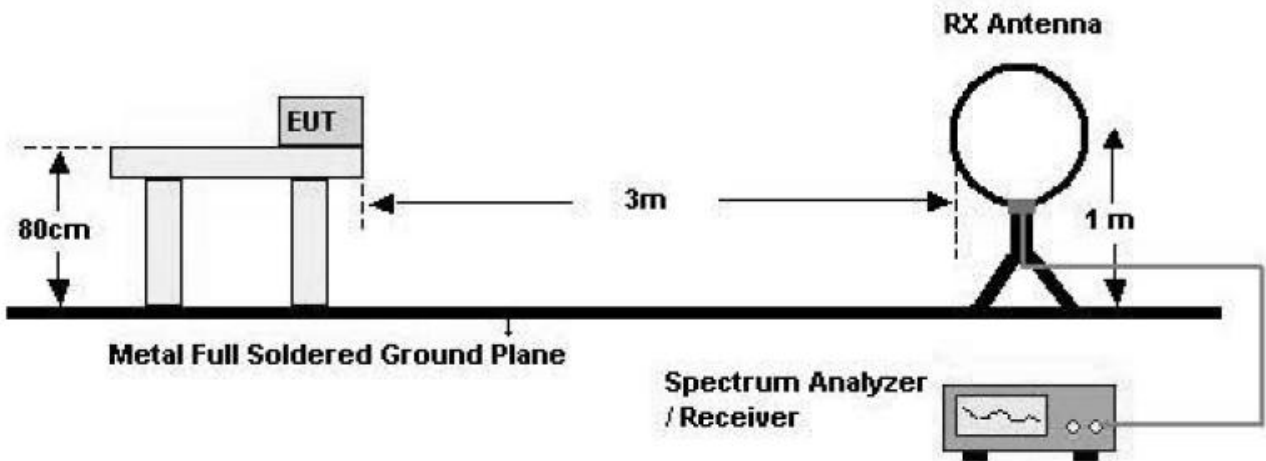 RX Antenna
EUT
80cm
3m
1 m
Metal Full Soldered Ground Plane
Spectrum Analyzer
/ Receiver